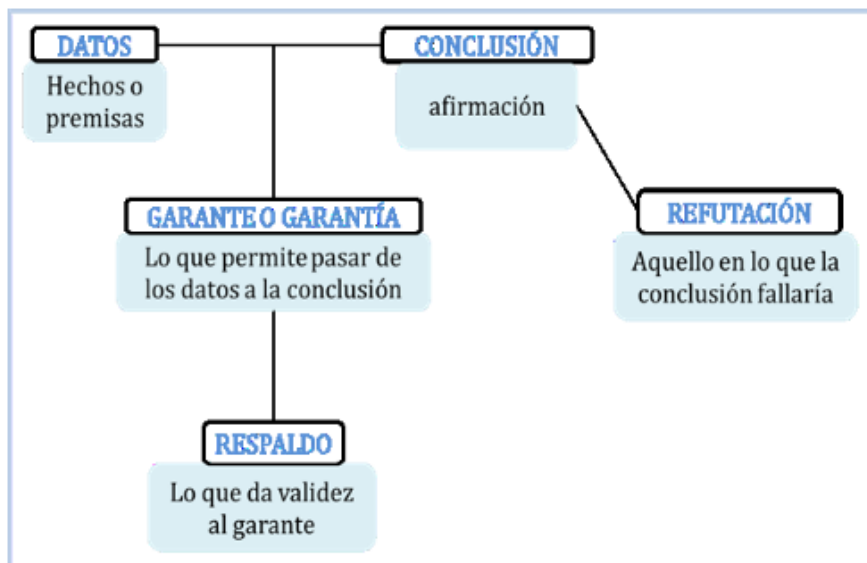 DATOS
Hechos o
premisas
CONCLUSIÓN
afirmación
GARANTE O GARANTÍA
Lo que permite pasar de
los datos a la conclusión
REFUTACIÓN
Aquello en lo que la
conclusión fallaría
RESPALDO
Lo que da validez
al garante